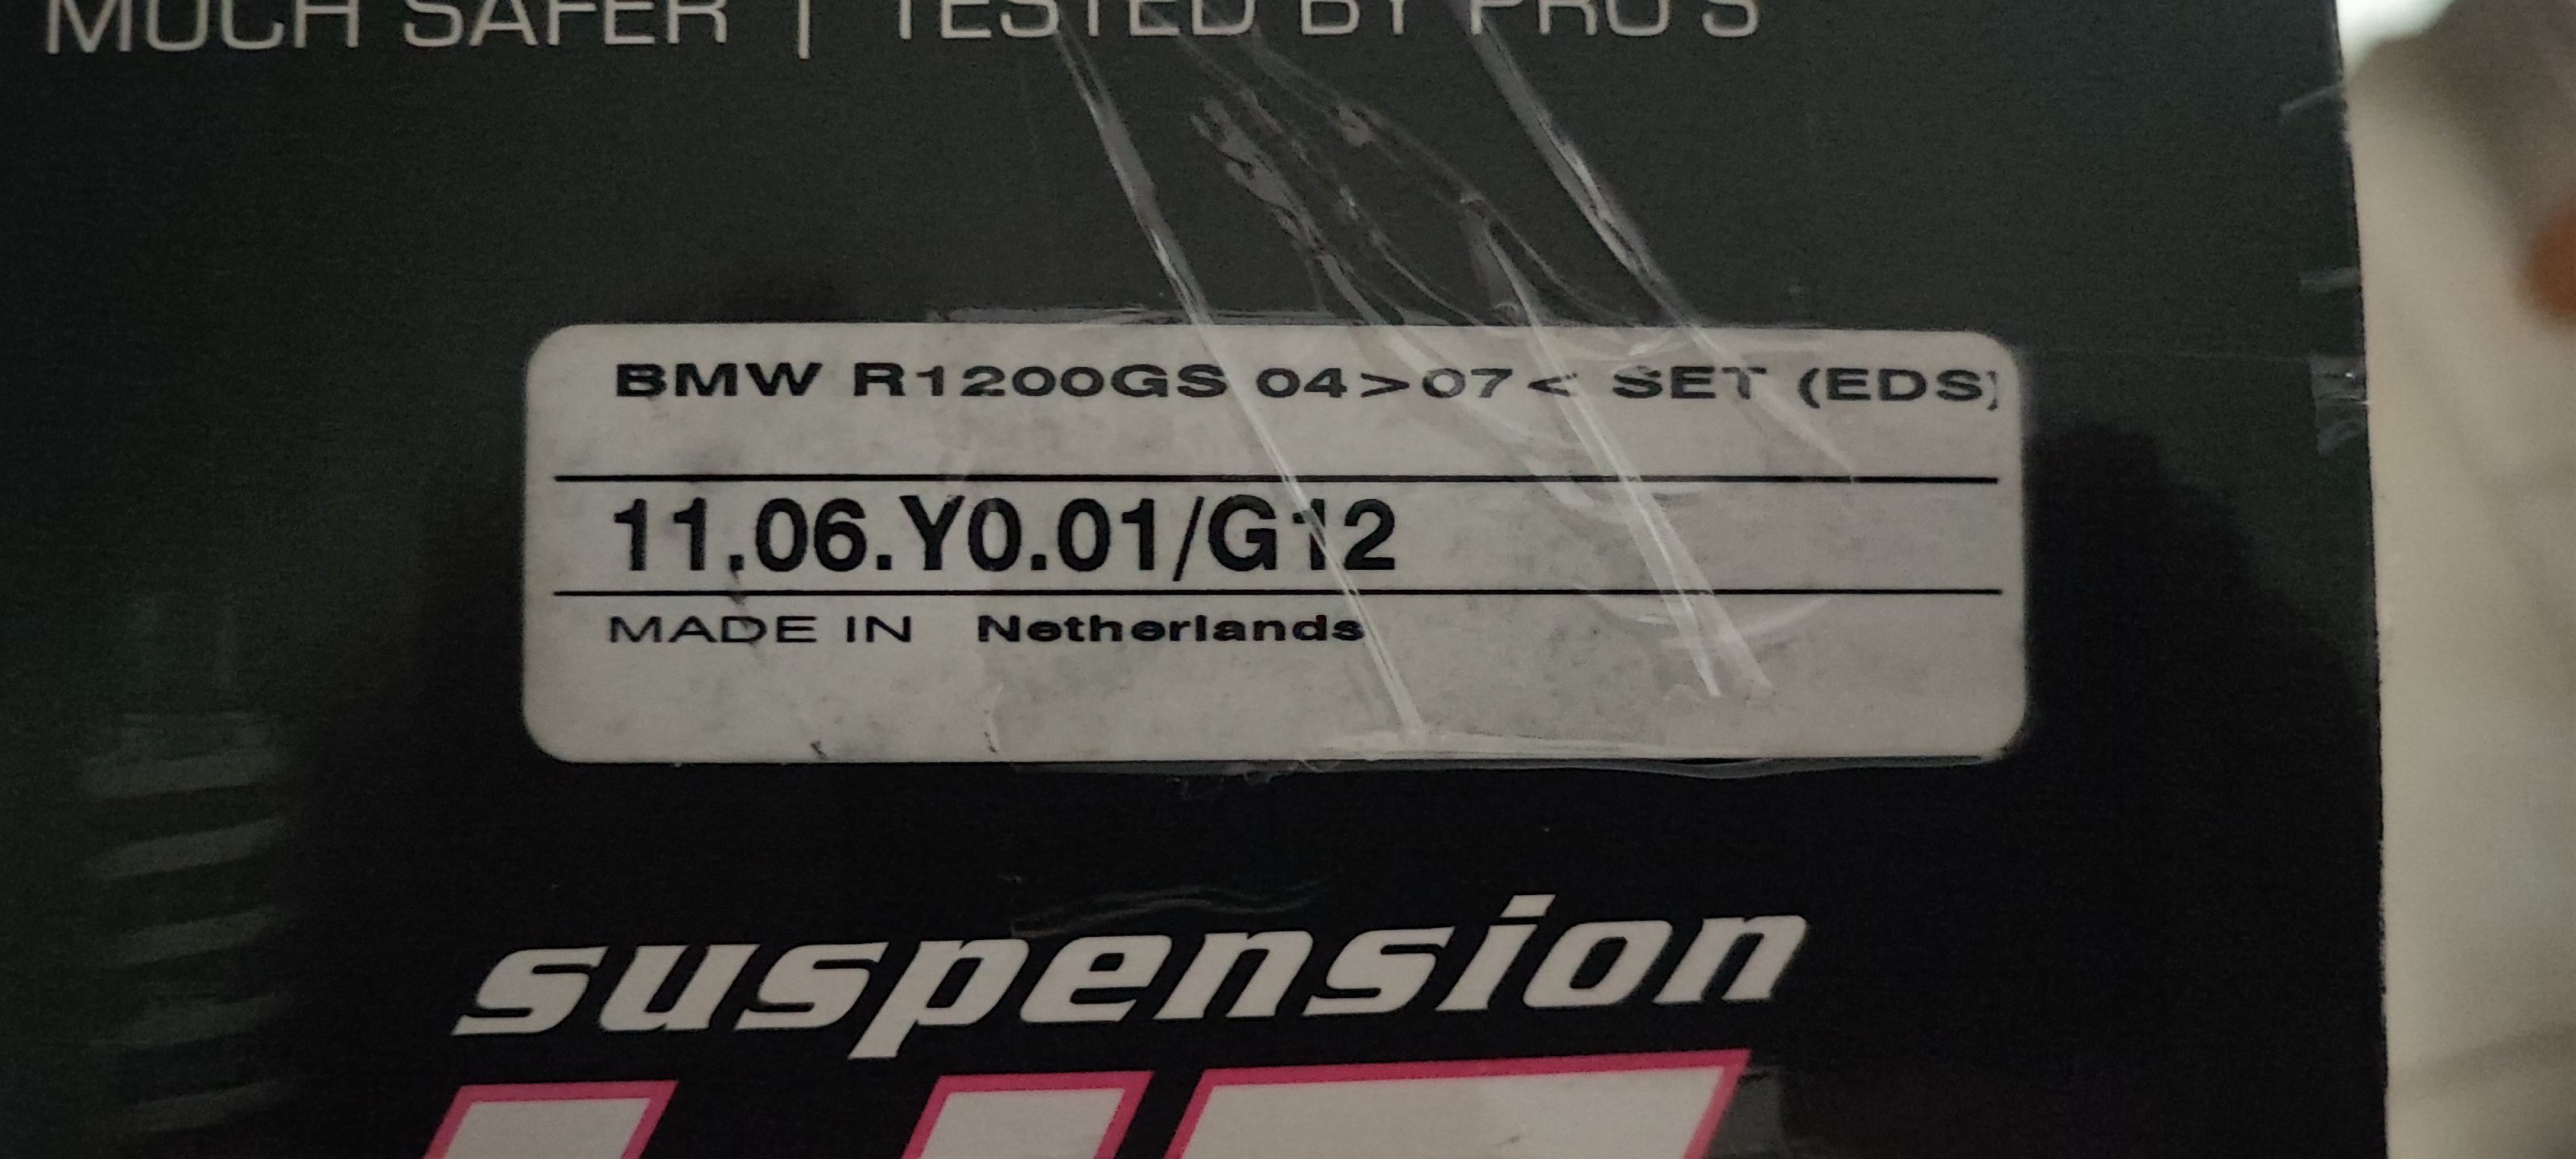 MUCH SAFER | TESTED BY PRO'S
BMW R1200GS 04>07< SET (EDS)
11.06.Y0.01/G12
MADE IN Netherlands
suspension